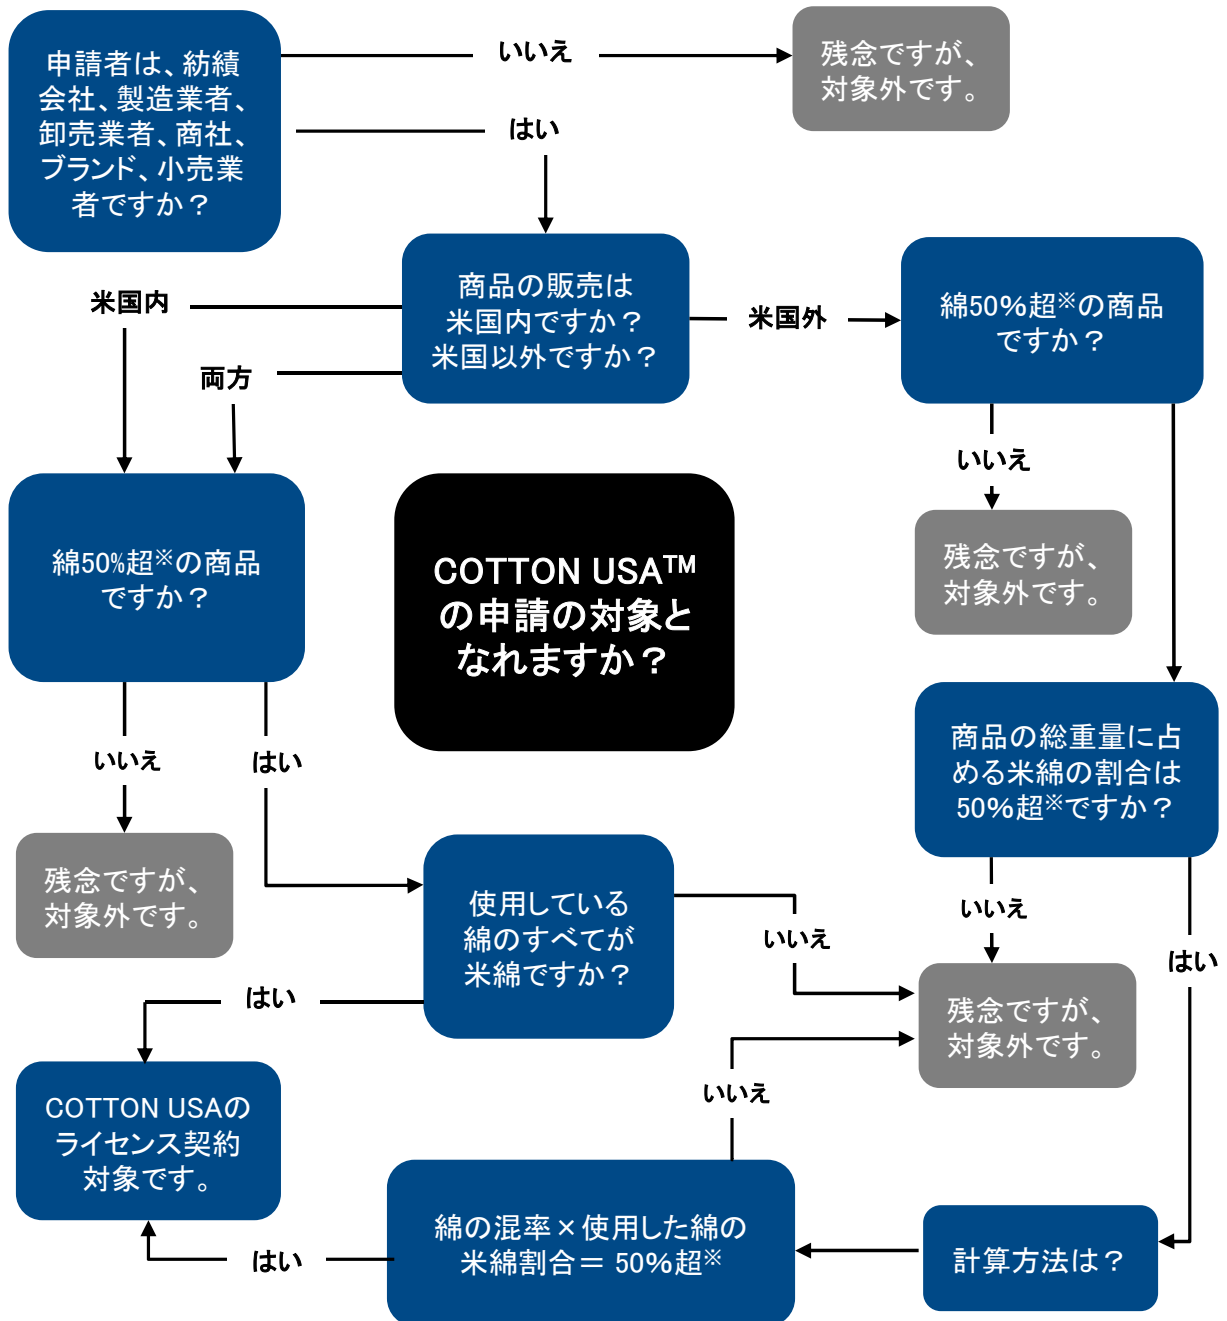 申請者は、紡績
会社、製造業者、
卸売業者、商社、
ブランド、小売業
者ですか？
いいえ
残念ですが、
対象外です。
はい
商品の販売は
米国内ですか？
米国以外ですか？
米国内
両方
米国外
綿50％超※の商品
ですか？
いいえ
残念ですが、
対象外です。
綿50%超※の商品
ですか？
COTTON USA™
の申請の対象と
なれますか？
商品の総重量に占
める米綿の割合は
50％超※ですか？
いいえ
はい
残念ですが、
対象外です。
使用している
綿のすべてが
米綿ですか？
いいえ
いいえ
はい
残念ですが、
対象外です。
はい
いいえ
COTTON USAの
ライセンス契約
対象です。
綿の混率×使用した綿の
米綿割合＝ 50％超※
はい
計算方法は？